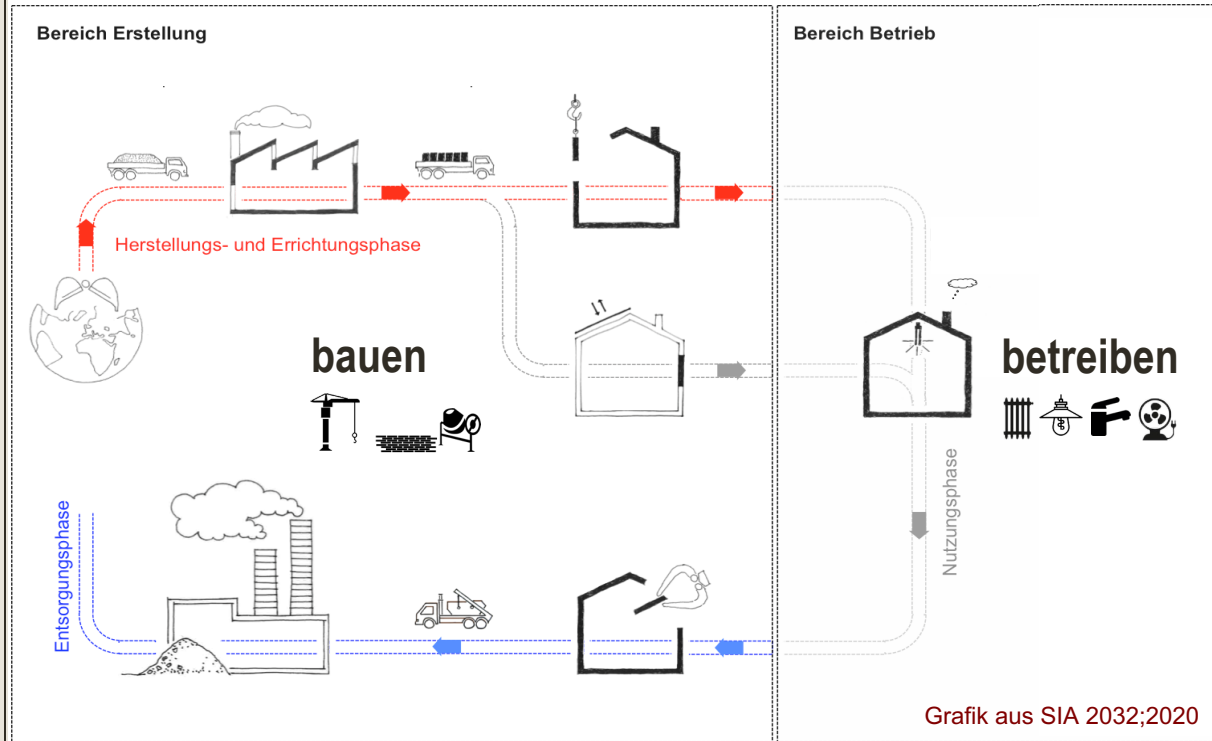 Bereich Erstellung
Bereich Betrieb
Herstellungs- und Errichtungsphase
bauen
betreiben
Entsorgungsphase
Nutzungsphase
Grafik aus SIA 2032;2020